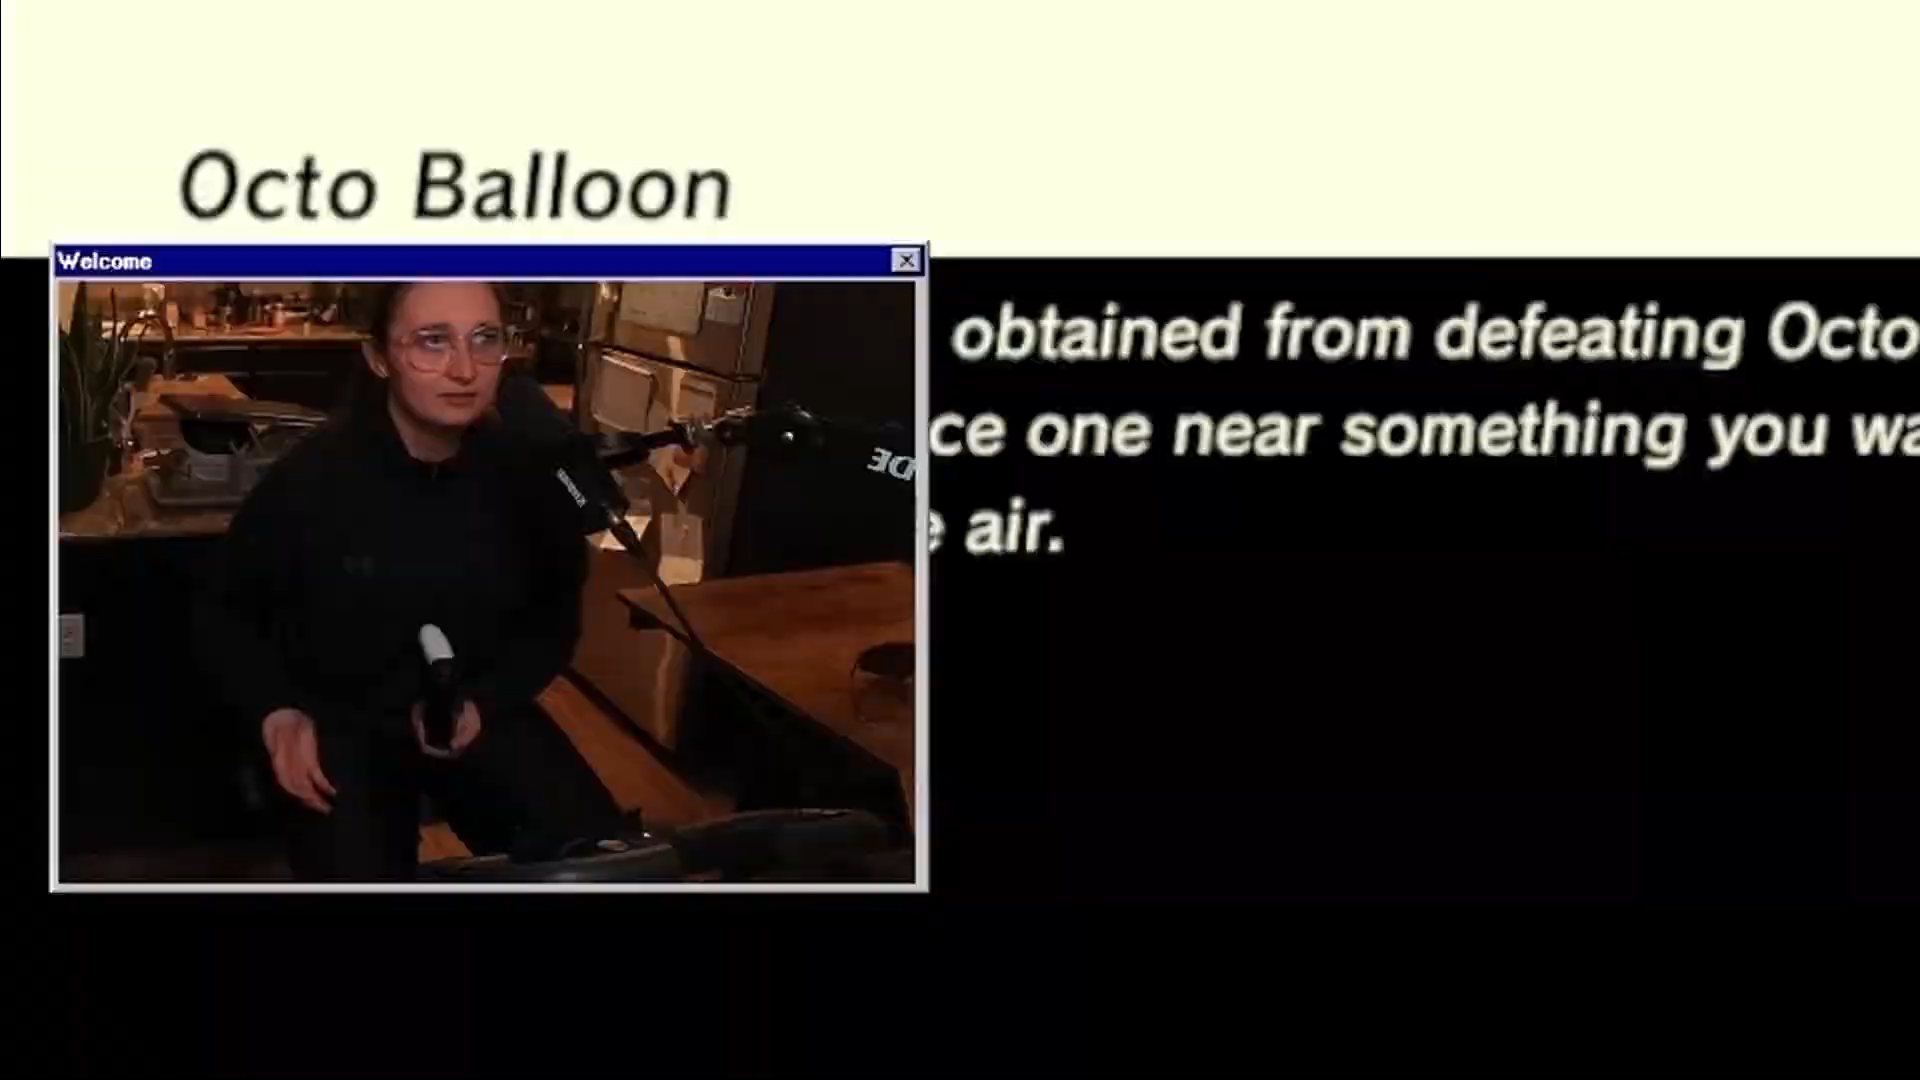 Octo Balloon
Welcome
obtained from defeating Octo
ce one near something you wa
e air.